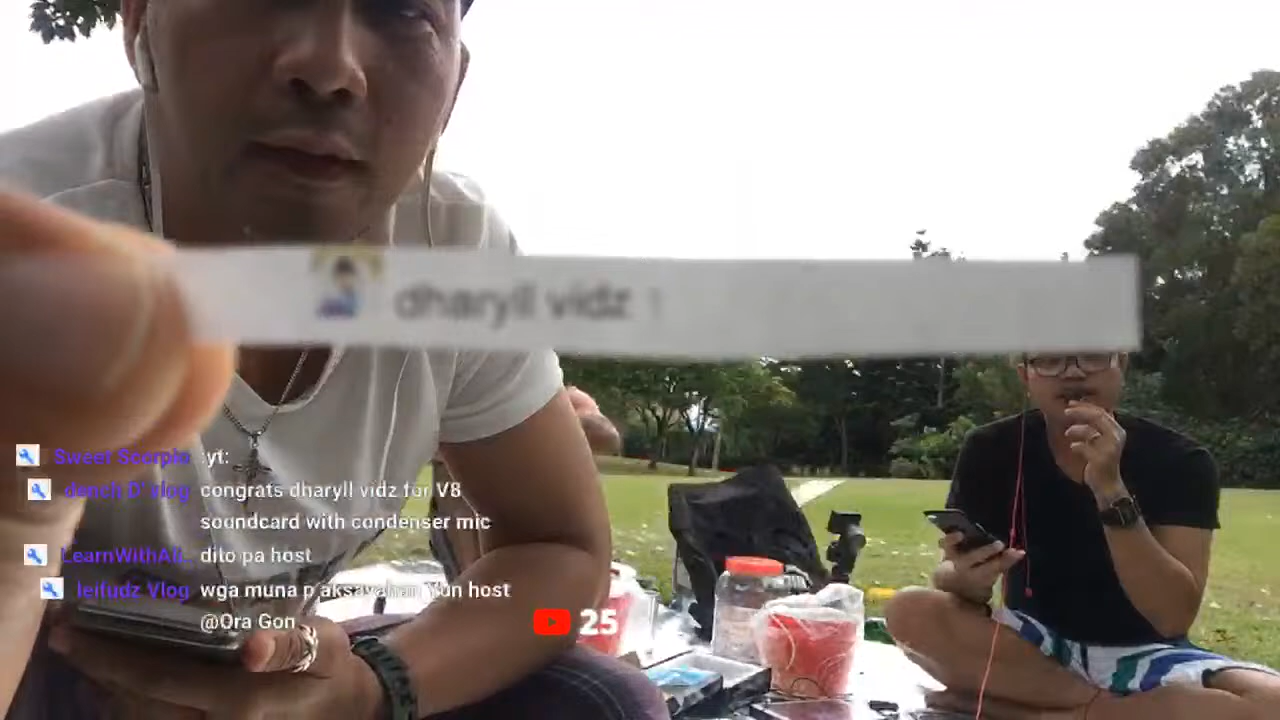 dharyll vidz :
Sweet Scorpio yt:
dench D' vlog congrats dharyll vidz for V8
soundcard with condenser mic
LearnWithAli.. dito pa host
leifudz Vlog wga muna p aksayahan Yun host
@Ora Gon
25